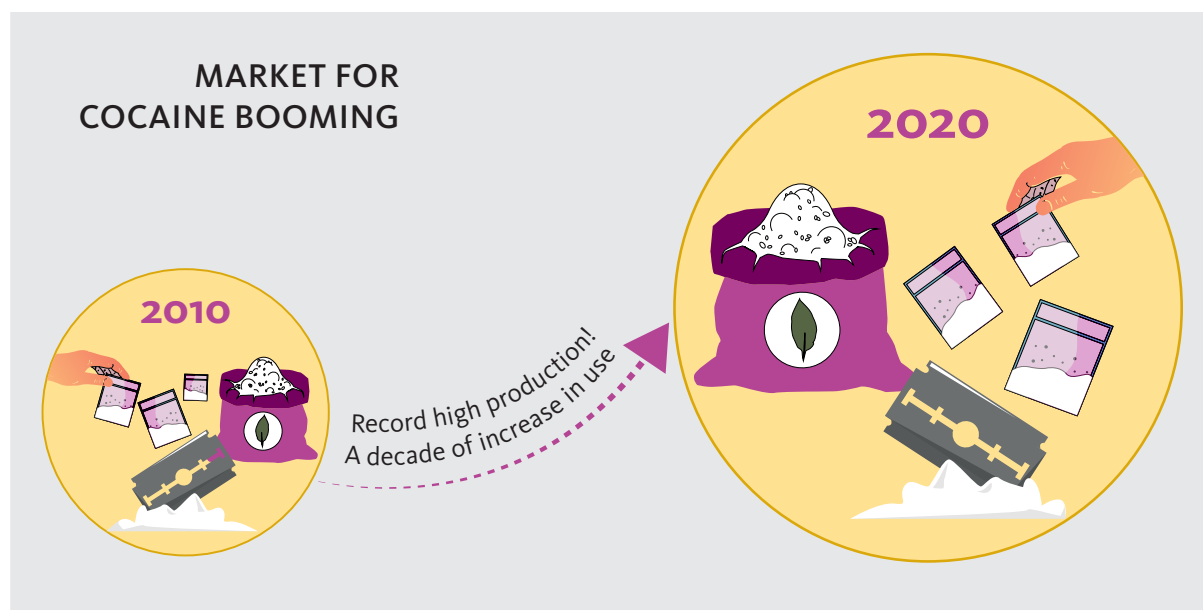 MARKET FOR
COCAINE BOOMING
2010
Record high production!
A decade of increase in use
2020